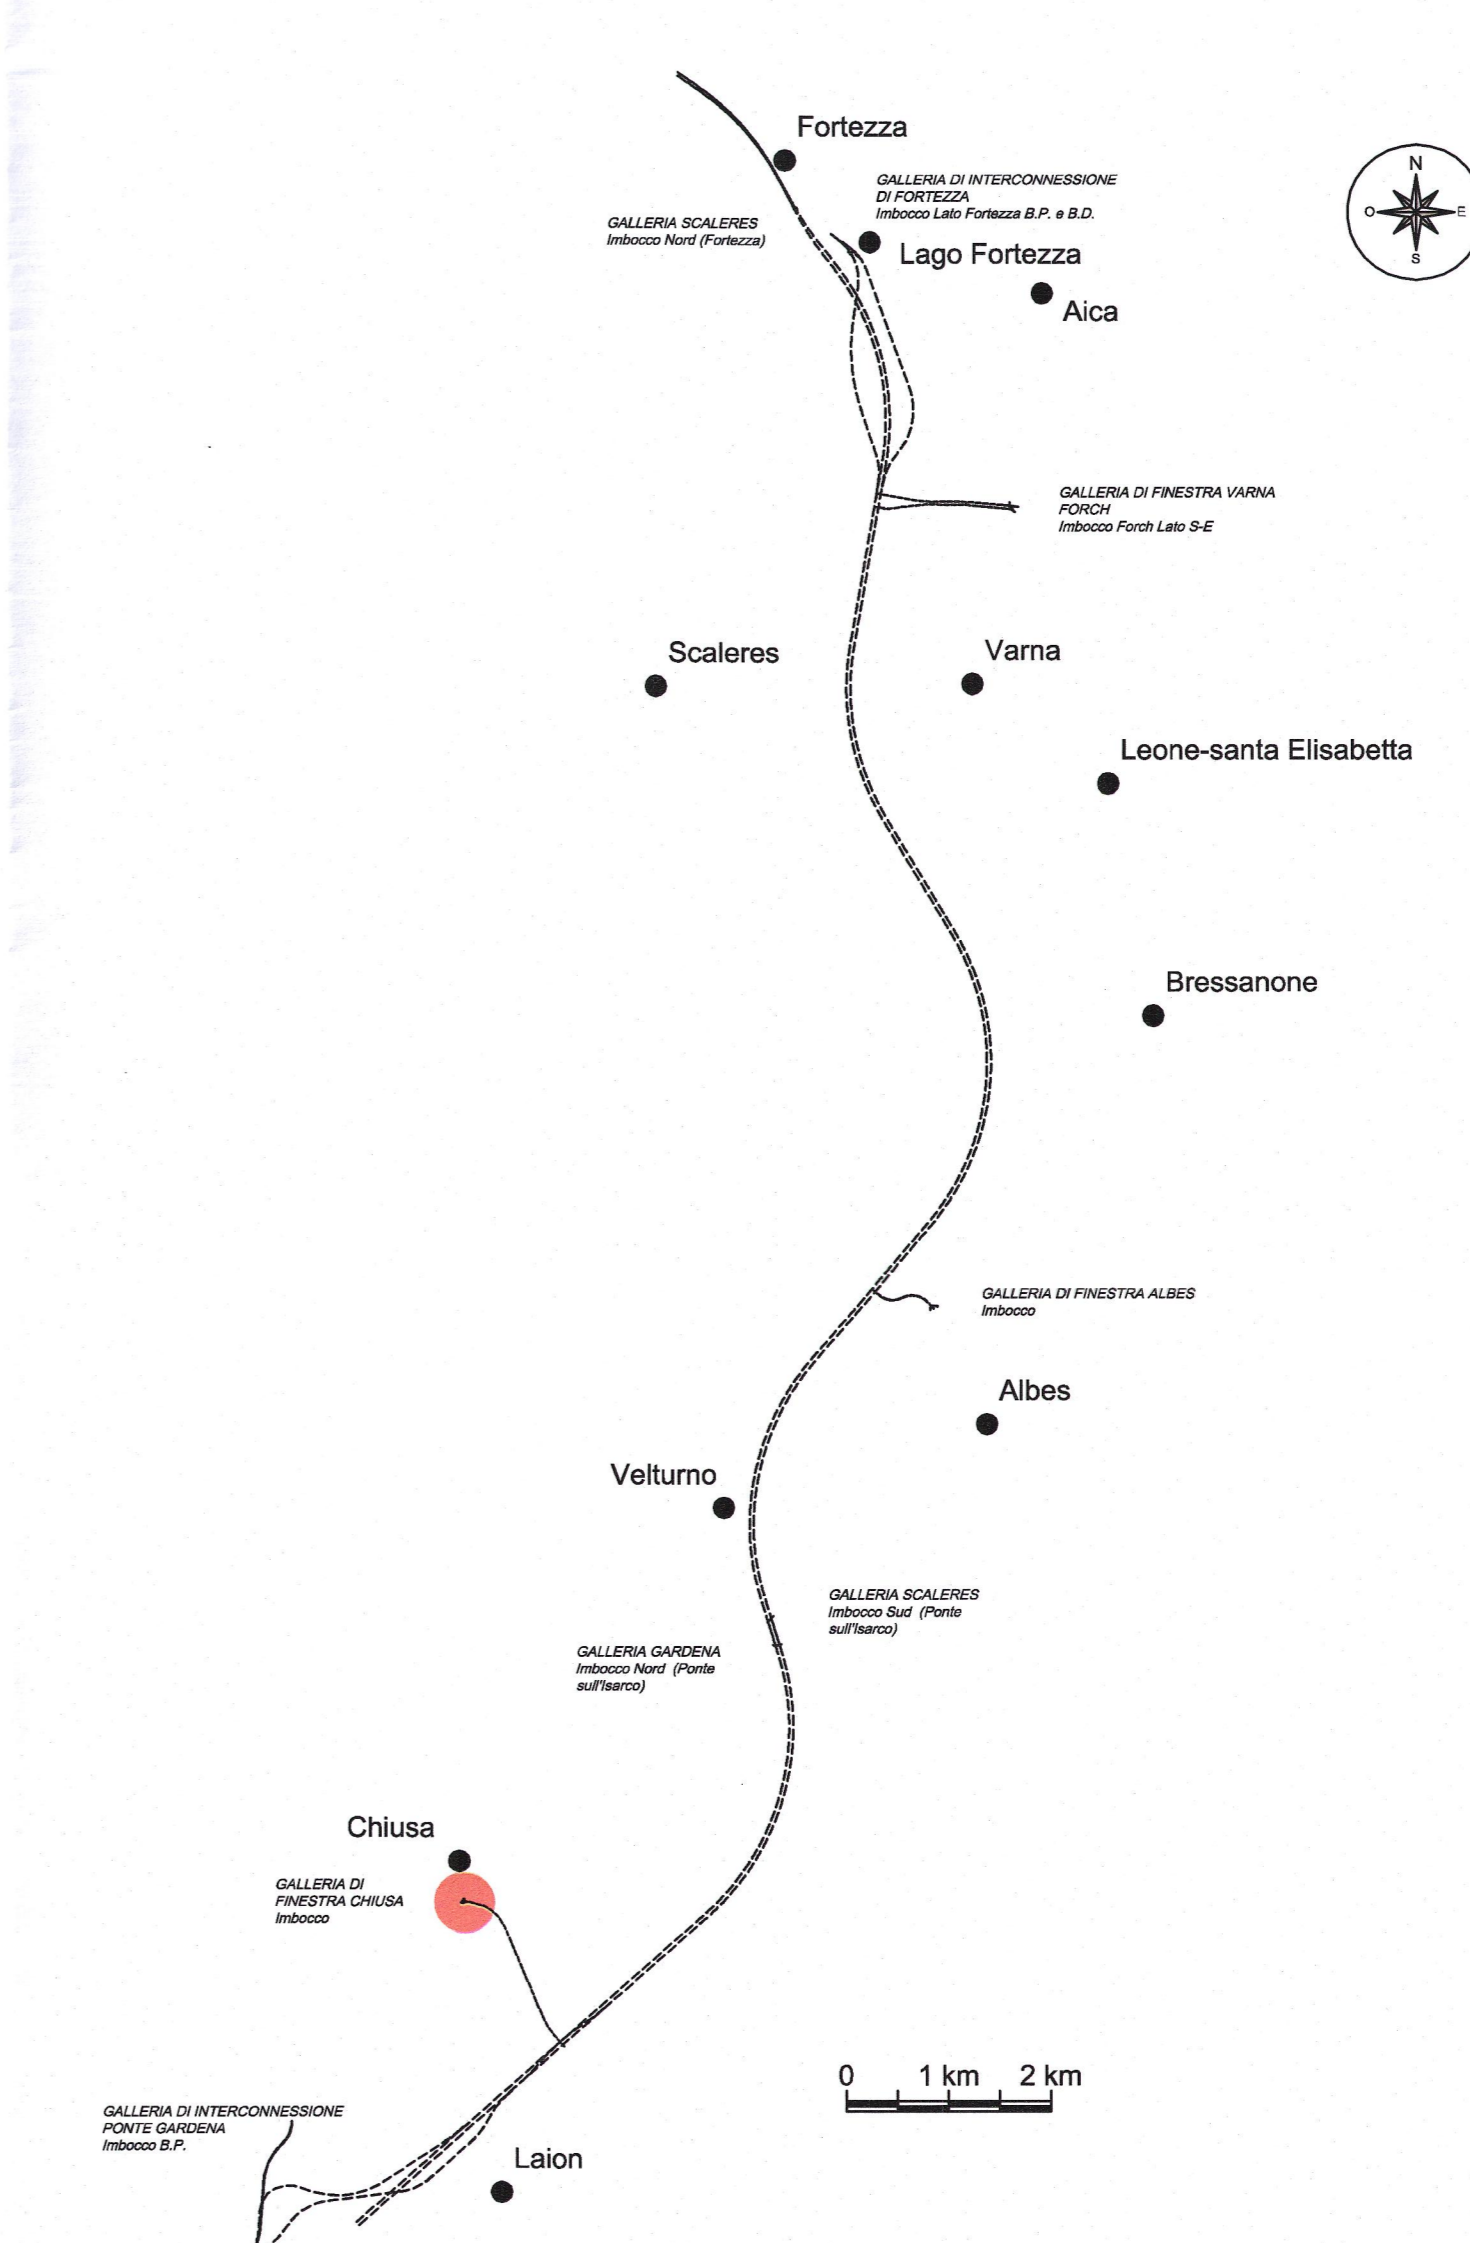 Fortezza
GALLERIA DI INTERCONNESSIONE
DI FORTEZZA
Imbocco Lato Fortezza B.P. e B.D.
N
O
E
S
GALLERIA SCALERES
Imbocco Nord (Fortezza)
Lago Fortezza
Aica
GALLERIA DI FINESTRA VARNA
FORCH
Imbocco Forch Lato S-E
Scaleres
Varna
Leone-santa Elisabetta
Bressanone
GALLERIA DI FINESTRA ALBES
Imbocco
Albes
Velturno
GALLERIA SCALERES
Imbocco Sud (Ponte
sull'Isarco)
GALLERIA GARDENA
Imbocco Nord (Ponte
sull'Isarco)
Chiusa
GALLERIA DI
FINESTRA CHIUSA
Imbocco
0 1 km 2 km
GALLERIA DI INTERCONNESSIONE
PONTE GARDENA
Imbocco B.P.
Laion